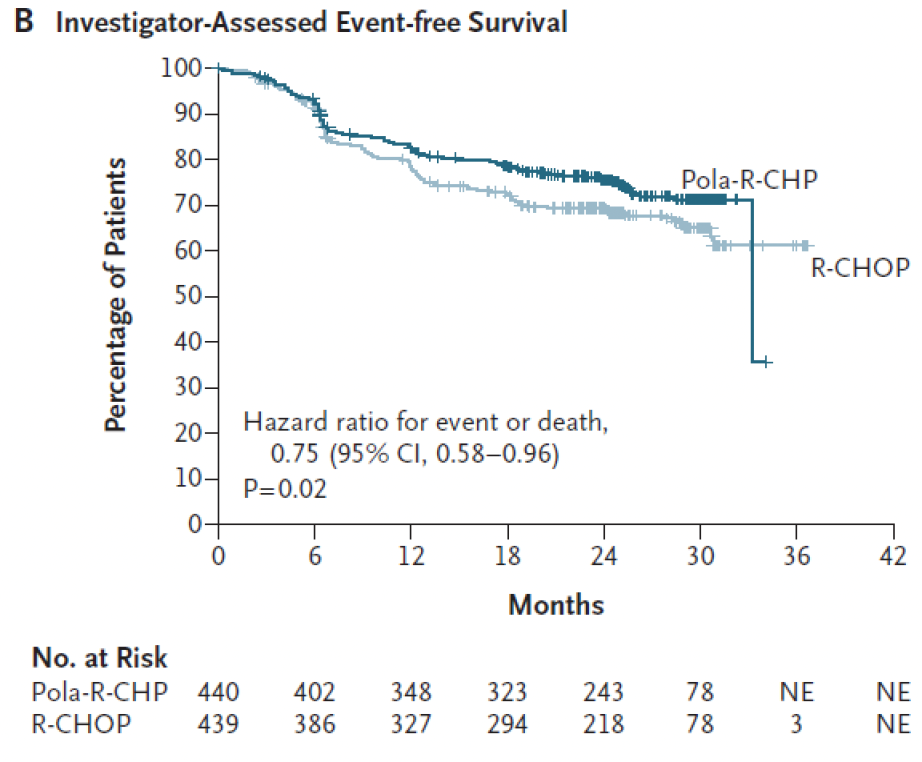 B Investigator-Assessed Event-free Survival
Percentage of Patients
100
90
80
70
60
50
40
30
20
10
0
Pola-R-CHP
R-CHOP
Hazard ratio for event or death,
0.75 (95% CI, 0.58–0.96)
P=0.02
0 6 12 18 24 30 36 42
Months
No. at Risk
Pola-R-CHP 440 402 348 323 243 78 NE NE
R-CHOP 439 386 327 294 218 78 3 NE